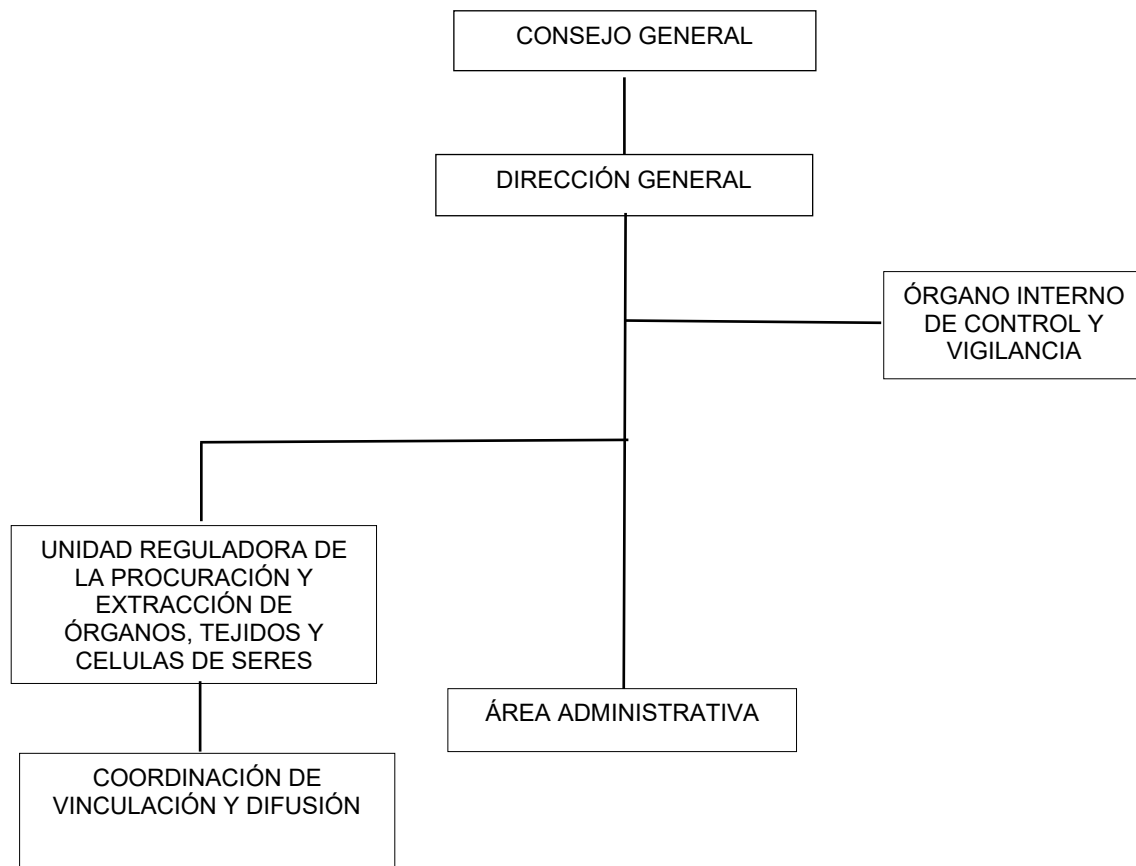 CONSEJO GENERAL
DIRECCIÓN GENERAL
ÓRGANO INTERNO
DE CONTROL Y
VIGILANCIA
UNIDAD REGULADORA DE
LA PROCURACIÓN Y
EXTRACCIÓN DE
ÓRGANOS, TEJIDOS Y
CELULAS DE SERES
ÁREA ADMINISTRATIVA
COORDINACIÓN DE
VINCULACIÓN Y DIFUSIÓN